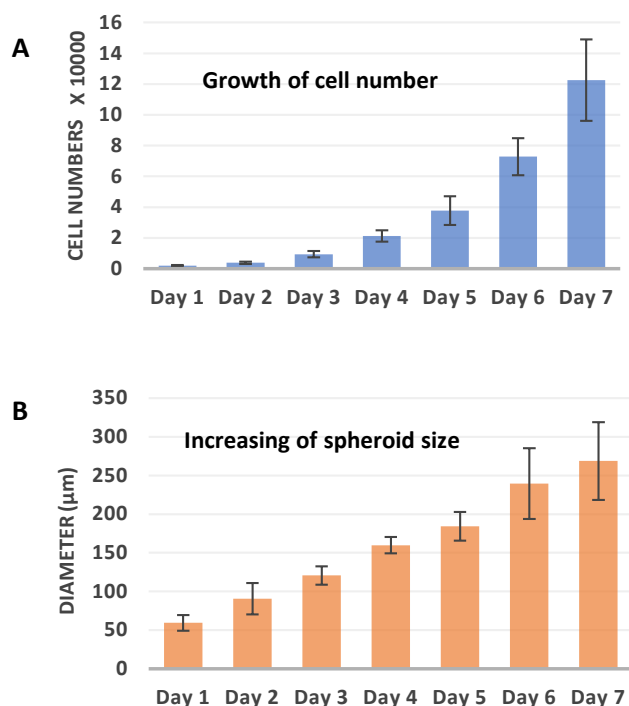 A
Growth of cell number
CELL NUMBERS X 10000
16
14
12
10
8
6
4
2
0
Day 1 Day 2 Day 3 Day 4 Day 5 Day 6 Day 7
B
Increasing of spheroid size
DIAMETER (µm)
350
300
250
200
150
100
50
0
Day 1 Day 2 Day 3 Day 4 Day 5 Day 6 Day 7